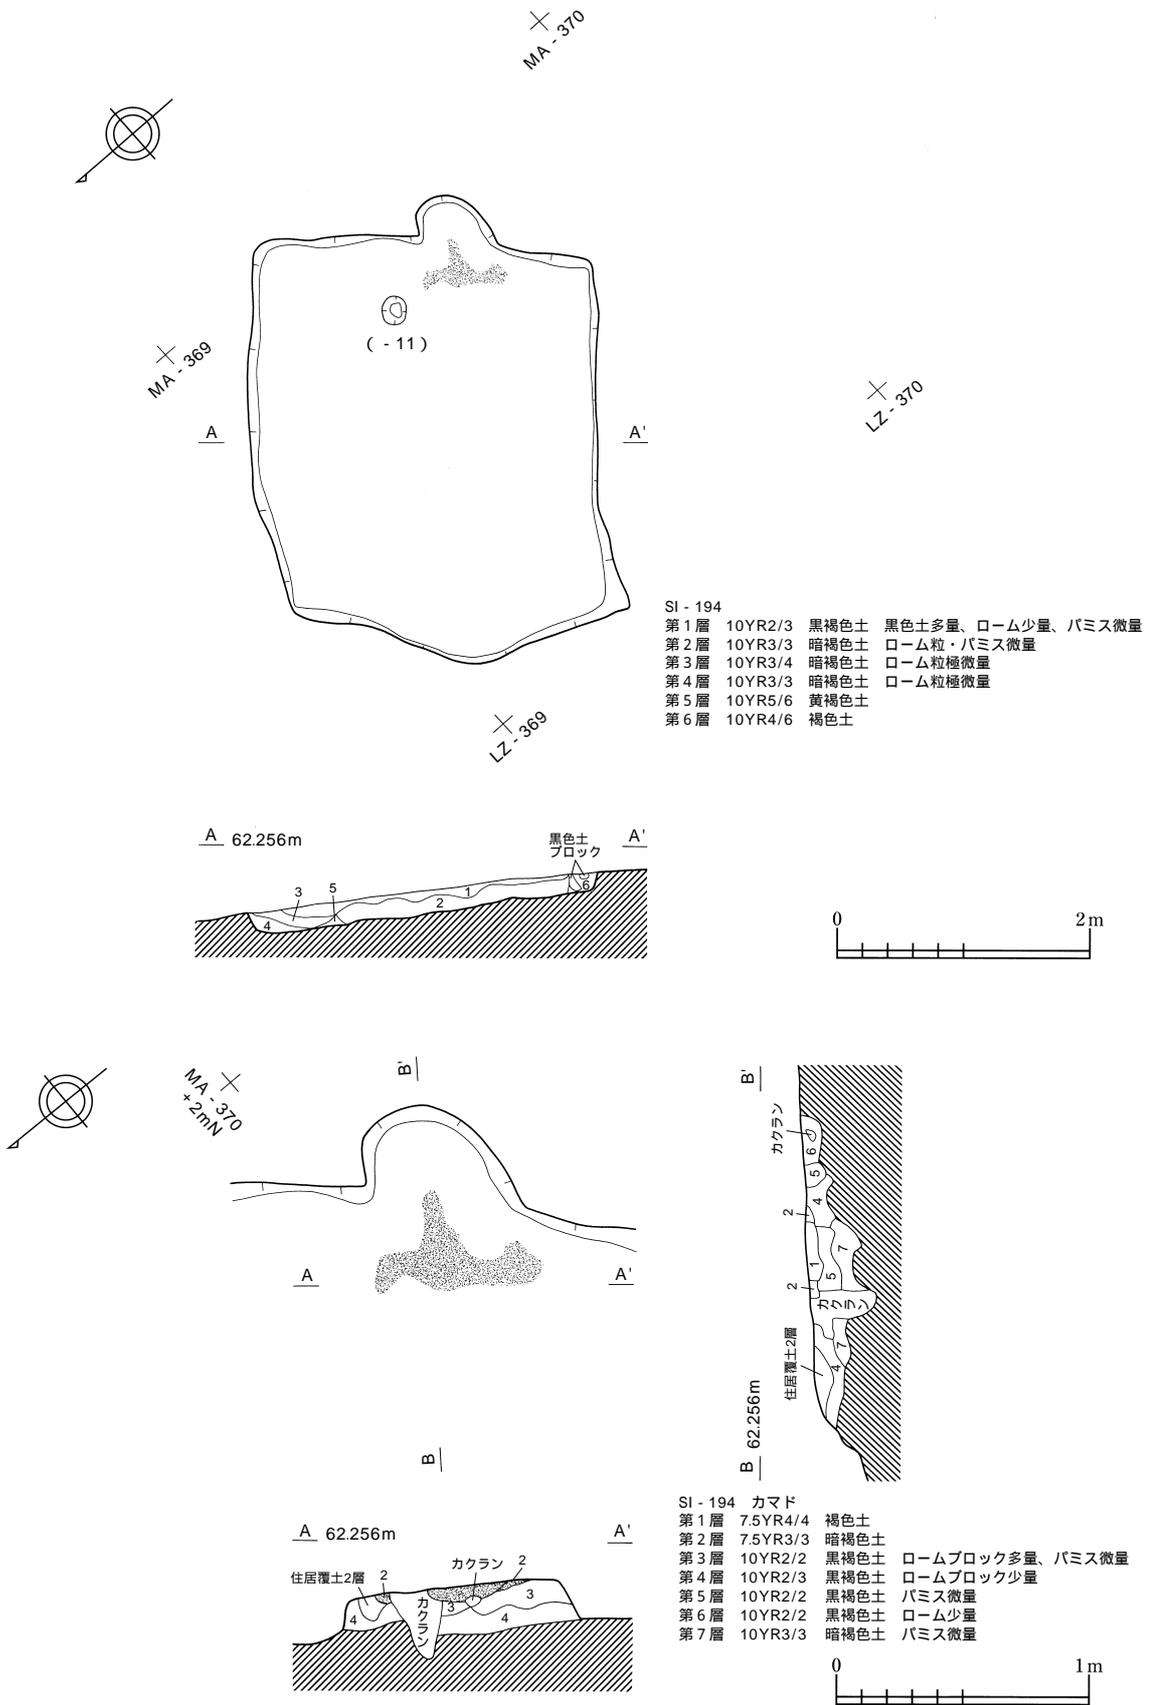 MA - 370
(  - 11 )
MA - 369
LZ - 370
A
A'
SI - 194
第1層 10YR2/3 黒褐色土 黒色土多量、ローム少量、パミス微量
第2層 10YR3/3 暗褐色土 ローム粒・パミス微量
第3層 10YR3/4 暗褐色土 ローム粒極微量
第4層 10YR3/3 暗褐色土 ローム粒極微量
第5層 10YR5/6 黄褐色土
第6層 10YR4/6 褐色土
LZ - 369
A 62.256m
黒色土
ブロック
A'
3
5
1
2
4
6
0
2m
MA - 370
+2mN
B'
A
A'
B
B'
カクラン
6
5
4
2
7
1
5
2
カクラン
7
4
住居覆土2層
B 62.256m
A 62.256m
A'
住居覆土2層
2
カクラン
2
カクラン
3
3
4
4
SI - 194 カマド
第1層 7.5YR4/4 褐色土
第2層 7.5YR3/3 暗褐色土
第3層 10YR2/2 黒褐色土 ロームブロック多量、パミス微量
第4層 10YR2/3 黒褐色土 ロームブロック少量
第5層 10YR2/2 黒褐色土 パミス微量
第6層 10YR2/2 黒褐色土 ローム少量
第7層 10YR3/3 暗褐色土 パミス微量
0
1m